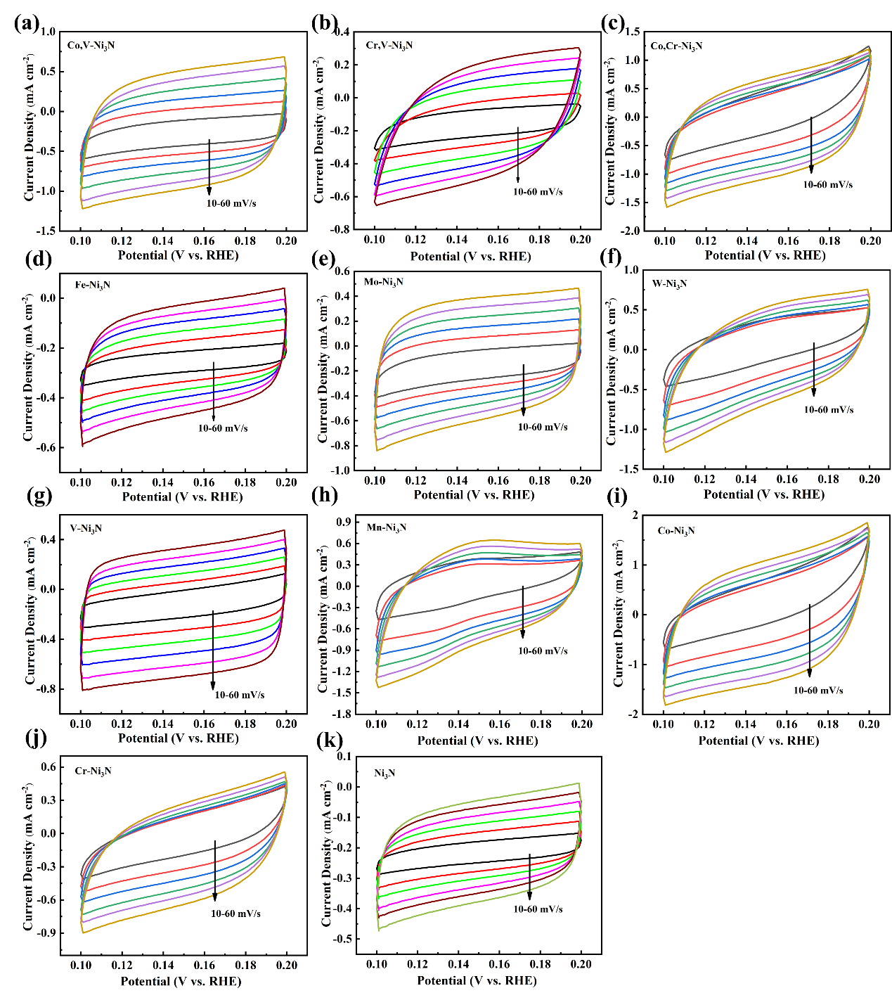 (a)
Co,V-Ni₃N
1.0
0.5
0.0
-0.5
-1.0
-1.5
Current Density (mA cm⁻²)
10-60 mV/s
0.10 0.12 0.14 0.16 0.18 0.20
Potential (V vs. RHE)
(b)
Cr,V-Ni₃N
0.4
0.2
0.0
-0.2
-0.4
-0.6
-0.8
Current Density (mA cm⁻²)
10-60 mV/s
0.10 0.12 0.14 0.16 0.18 0.20
Potential (V vs. RHE)
(c)
Co,Cr-Ni₃N
1.5
1.0
0.5
0.0
-0.5
-1.0
-1.5
-2.0
Current Density (mA cm⁻²)
10-60 mV/s
0.10 0.12 0.14 0.16 0.18 0.20
Potential (V vs. RHE)
(d)
Fe-Ni₃N
0.0
-0.2
-0.4
-0.6
Current Density (mA cm⁻²)
10-60 mV/s
0.10 0.12 0.14 0.16 0.18 0.20
Potential (V vs. RHE)
(e)
Mo-Ni₃N
0.6
0.4
0.2
0.0
-0.2
-0.4
-0.6
-0.8
-1.0
Current Density (mA cm⁻²)
10-60 mV/s
0.10 0.12 0.14 0.16 0.18 0.20
Potential (V vs. RHE)
(f)
W-Ni₃N
1.0
0.5
0.0
-0.5
-1.0
-1.5
Current Density (mA cm⁻²)
10-60 mV/s
0.10 0.12 0.14 0.16 0.18 0.20
Potential (V vs. RHE)
(g)
V-Ni₃N
0.4
0.0
-0.4
-0.8
Current Density (mA cm⁻²)
10-60 mV/s
0.10 0.12 0.14 0.16 0.18 0.20
Potential (V vs. RHE)
(h)
Mn-Ni₃N
0.9
0.6
0.3
0.0
-0.3
-0.6
-0.9
-1.2
-1.5
-1.8
Current Density (mA cm⁻²)
10-60 mV/s
0.10 0.12 0.14 0.16 0.18 0.20
Potential (V vs. RHE)
(i)
Co-Ni₃N
2
1
0
-1
-2
Current Density (mA cm⁻²)
10-60 mV/s
0.10 0.12 0.14 0.16 0.18 0.20
Potential (V vs. RHE)
(j)
Cr-Ni₃N
0.6
0.3
0.0
-0.3
-0.6
-0.9
Current Density (mA cm⁻²)
10-60 mV/s
0.10 0.12 0.14 0.16 0.18 0.20
Potential (V vs. RHE)
(k)
Ni₃N
0.1
0.0
-0.1
-0.2
-0.3
-0.4
-0.5
Current Density (mA cm⁻²)
10-60 mV/s
0.10 0.12 0.14 0.16 0.18 0.20
Potential (V vs. RHE)